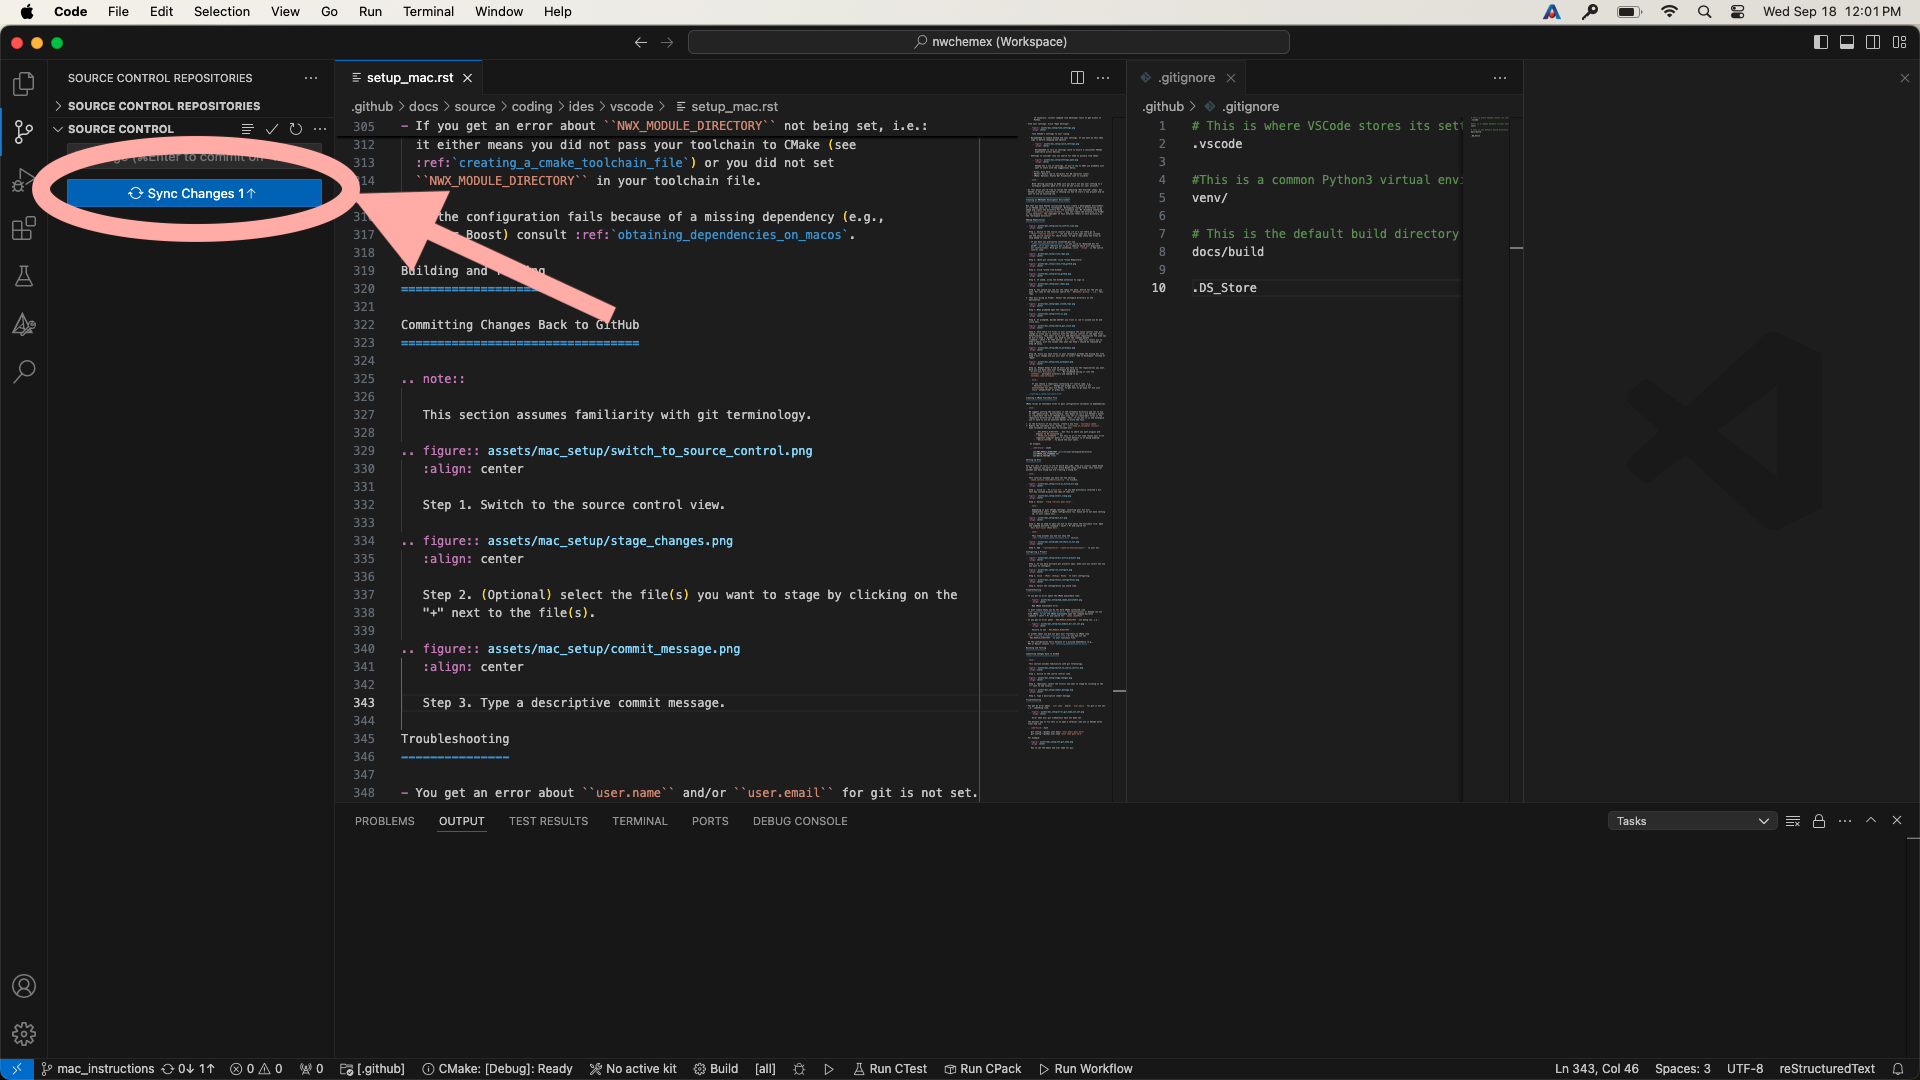 Code File Edit Selection View Go Run Terminal Window Help
Wed Sep 18 12:01 PM
nwchemex (Workspace)
SOURCE CONTROL REPOSITORIES
SOURCE CONTROL REPOSITORIES
SOURCE CONTROL
Enter to commit on
Sync Changes 1↑
setup_mac.rst
.github > docs > source > coding > ides > vscode > setup_mac.rst
305 - If you get an error about ``NWX_MODULE_DIRECTORY`` not being set, i.e.:
312 it either means you did not pass your toolchain to CMake (see
313 :ref:`creating_a_cmake_toolchain_file`) or you did not set
314 ``NWX_MODULE_DIRECTORY`` in your toolchain file.
the configuration fails because of a missing dependency (e.g.,
317 Boost) consult :ref:`obtaining_dependencies_on_macos`.
318
319 Building and
320 ===================
321
322 Committing Changes Back to GitHub
323 =================================
324
325 .. note::
326
327 This section assumes familiarity with git terminology.
328
329 .. figure:: assets/mac_setup/switch_to_source_control.png
330 :align: center
331
332 Step 1. Switch to the source control view.
333
334 .. figure:: assets/mac_setup/stage_changes.png
335 :align: center
336
337 Step 2. (Optional) select the file(s) you want to stage by clicking on the
338 "+" next to the file(s).
339
340 .. figure:: assets/mac_setup/commit_message.png
341 :align: center
342
343 Step 3. Type a descriptive commit message.
344
345 Troubleshooting
346 ===============
347
348 - You get an error about ``user.name`` and/or ``user.email`` for git is not set.
.gitignore
.github > .gitignore
1 # This is where VSCode stores its sett
2 .vscode
3
4 #This is a common Python3 virtual envi
5 venv/
6
7 # This is the default build directory
8 docs/build
9
10 .DS_Store
PROBLEMS OUTPUT TEST RESULTS TERMINAL PORTS DEBUG CONSOLE
Tasks
mac_instructions 0↓ 1↑ 0 0 0 [.github] CMake: [Debug]: Ready No active kit Build [all] Run CTest Run CPack Run Workflow
Ln 343, Col 46 Spaces: 3 UTF-8 reStructuredText